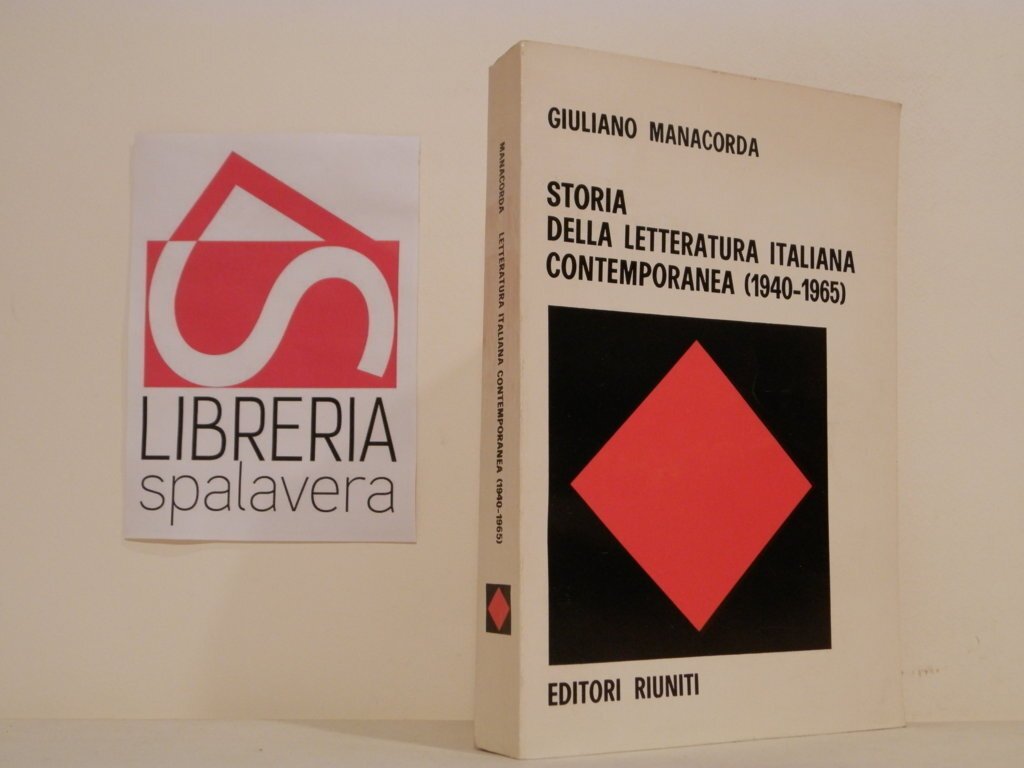 LIBRERIA
spalavera
MANACORDA LETTERATURA ITALIANA CONTEMPORANEA (1940-1965)
GIULIANO MANACORDA
STORIA
DELLA LETTERATURA ITALIANA
CONTEMPORANEA (1940-1965)
EDITORI RIUNITI